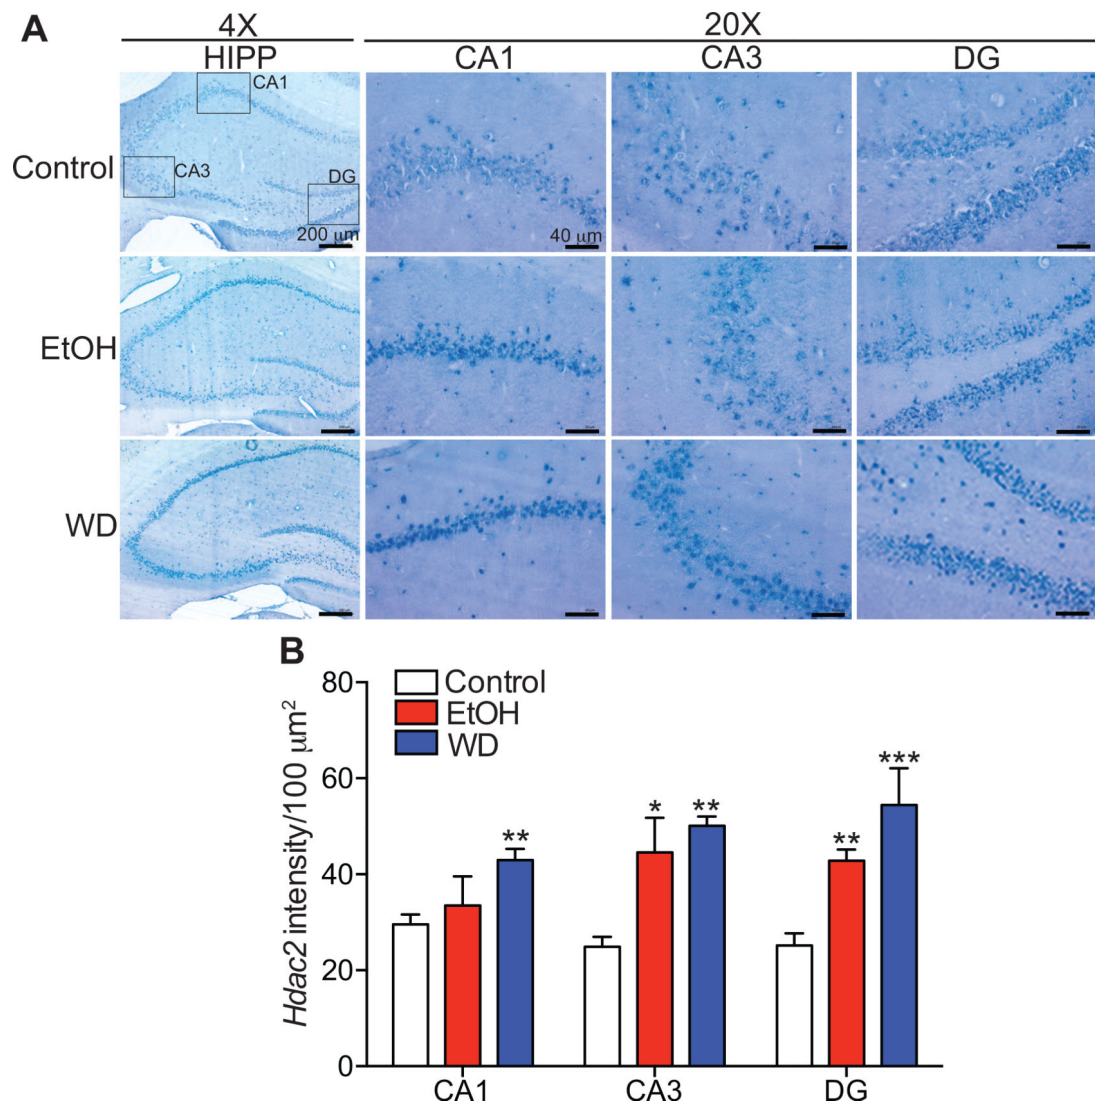 A
4X
20X
HIPP
CA1
CA3
DG
Control
CA1
CA3
DG
200 μm
40 μm
EtOH
WD
B
Control
EtOH
WD
Hdac2 intensity/100 μm²
80
60
40
20
0
**
*
**
**
***
CA1
CA3
DG